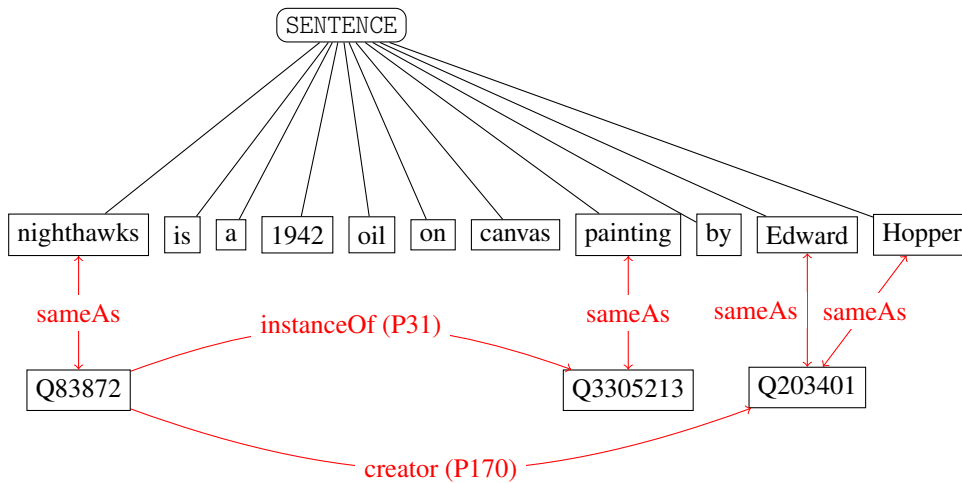 SENTENCE
nighthawks is a 1942 oil on canvas painting by Edward Hopper
sameAs sameAs sameAs sameAs
instanceOf (P31)
Q83872 Q3305213 Q203401
creator (P170)